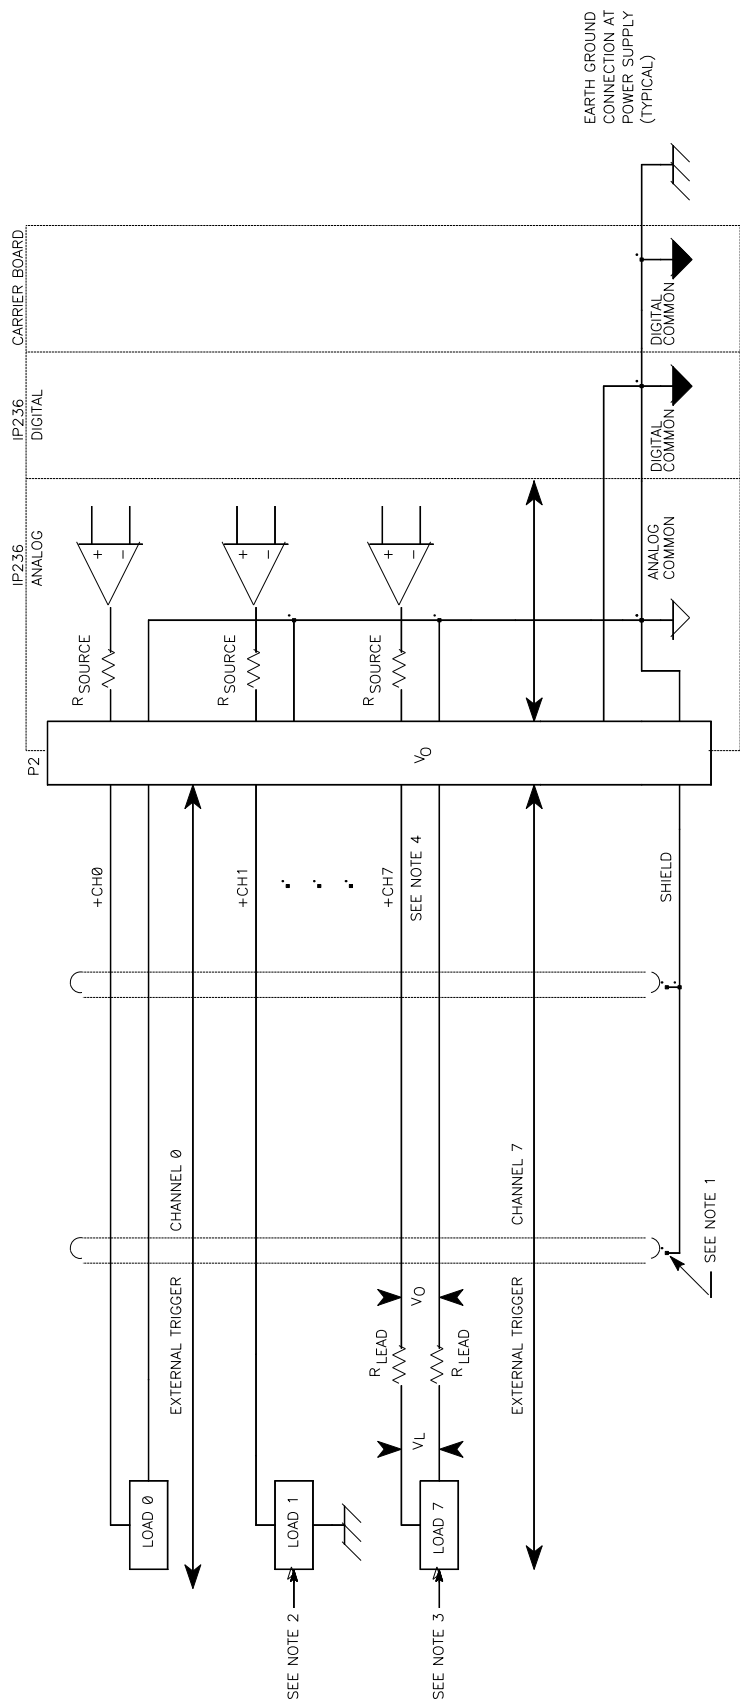 SEE NOTE 2
SEE NOTE 3
LOAD 0
LOAD 1
LOAD 7
VL
R LEAD
R LEAD
VO
EXTERNAL TRIGGER CHANNEL 0
EXTERNAL TRIGGER CHANNEL 7
SEE NOTE 1
+CH0
+CH1
+CH7
SEE NOTE 4
SHIELD
P2
VO
R SOURCE
R SOURCE
R SOURCE
IP236
ANALOG
+
−
+
−
+
−
ANALOG
COMMON
IP236
DIGITAL
DIGITAL
COMMON
CARRIER BOARD
DIGITAL
COMMON
EARTH GROUND
CONNECTION AT
POWER SUPPLY
(TYPICAL)